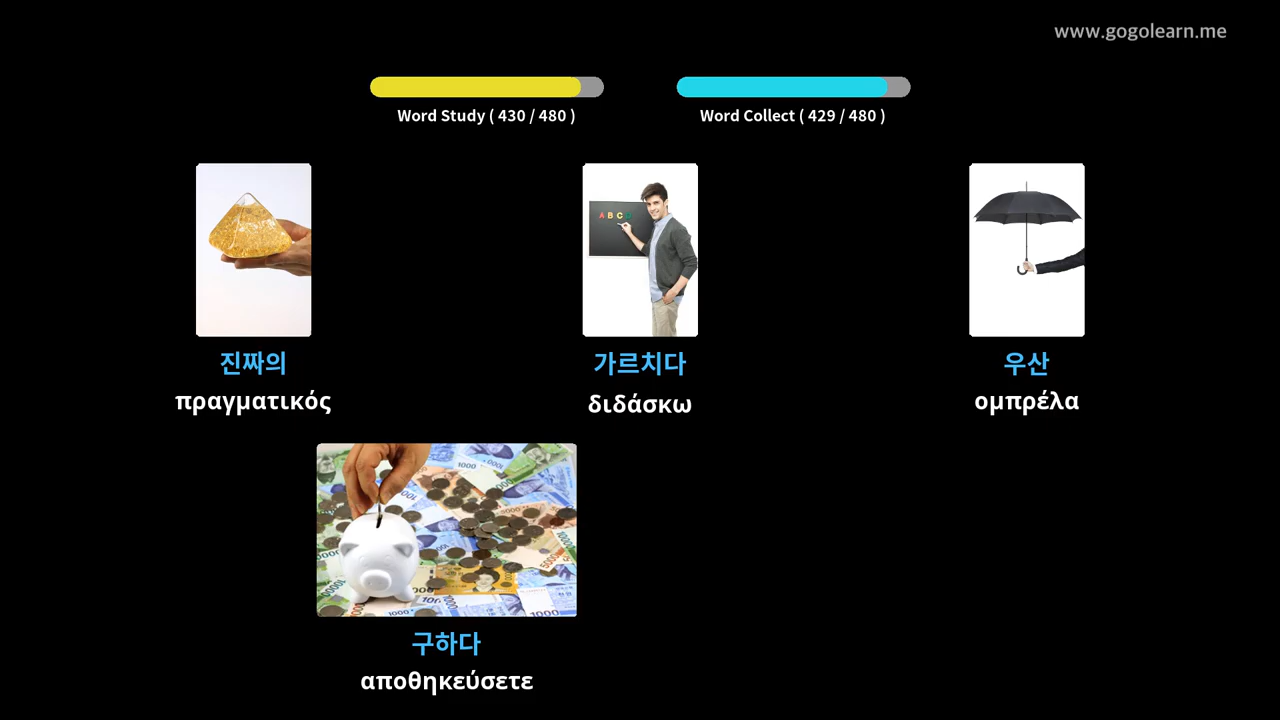 www.gogolearn.me
Word Study ( 430 / 480 )
Word Collect ( 429 / 480 )
진짜의
가르치다
우산
πραγματικός
διδάσκω
ομπρέλα
구하다
αποθηκεύσετε